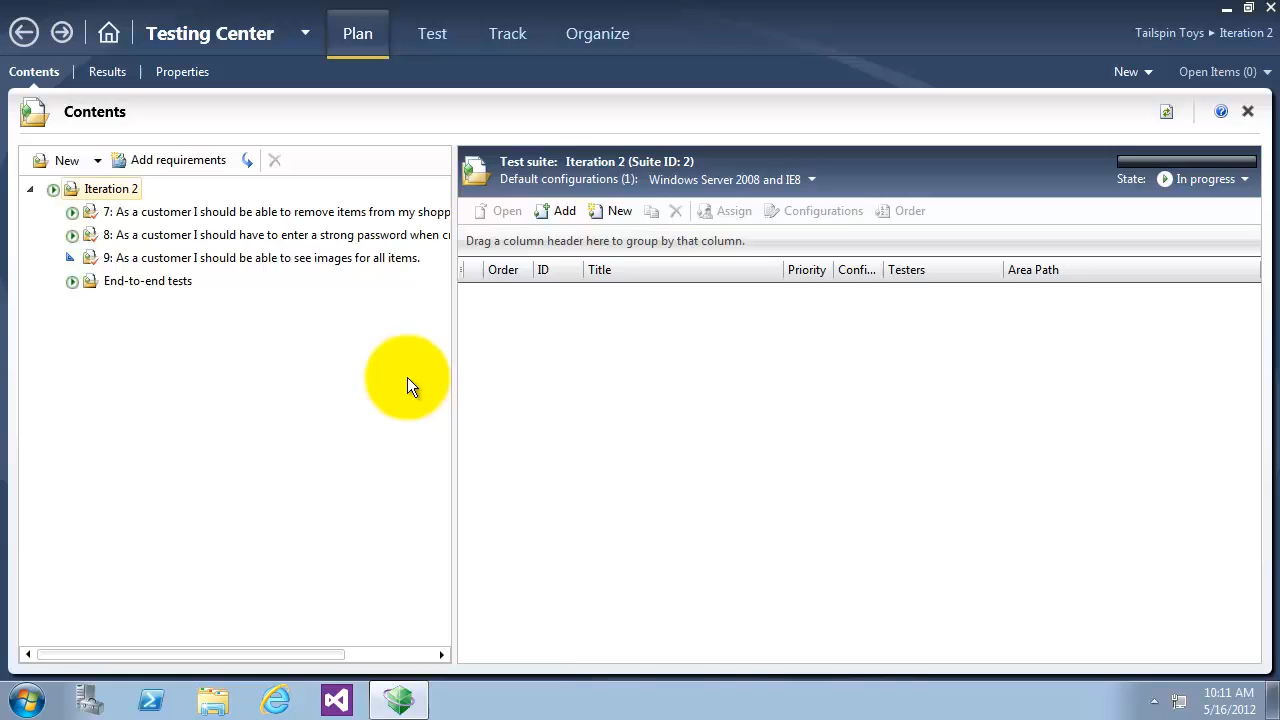 Testing Center
Plan
Test
Track
Organize
Tailspin Toys
Iteration 2
Contents
Results
Properties
New
Open Items (0)
Contents
New
Add requirements
Iteration 2
7: As a customer I should be able to remove items from my shopp
8: As a customer I should have to enter a strong password when cr
9: As a customer I should be able to see images for all items.
End-to-end tests
Test suite: Iteration 2 (Suite ID: 2)
Default configurations (1): Windows Server 2008 and IE8
State: In progress
Open
Add
New
Assign
Configurations
Order
Drag a column header here to group by that column.
Order
ID
Title
Priority
Confi...
Testers
Area Path
10:11 AM
5/16/2012